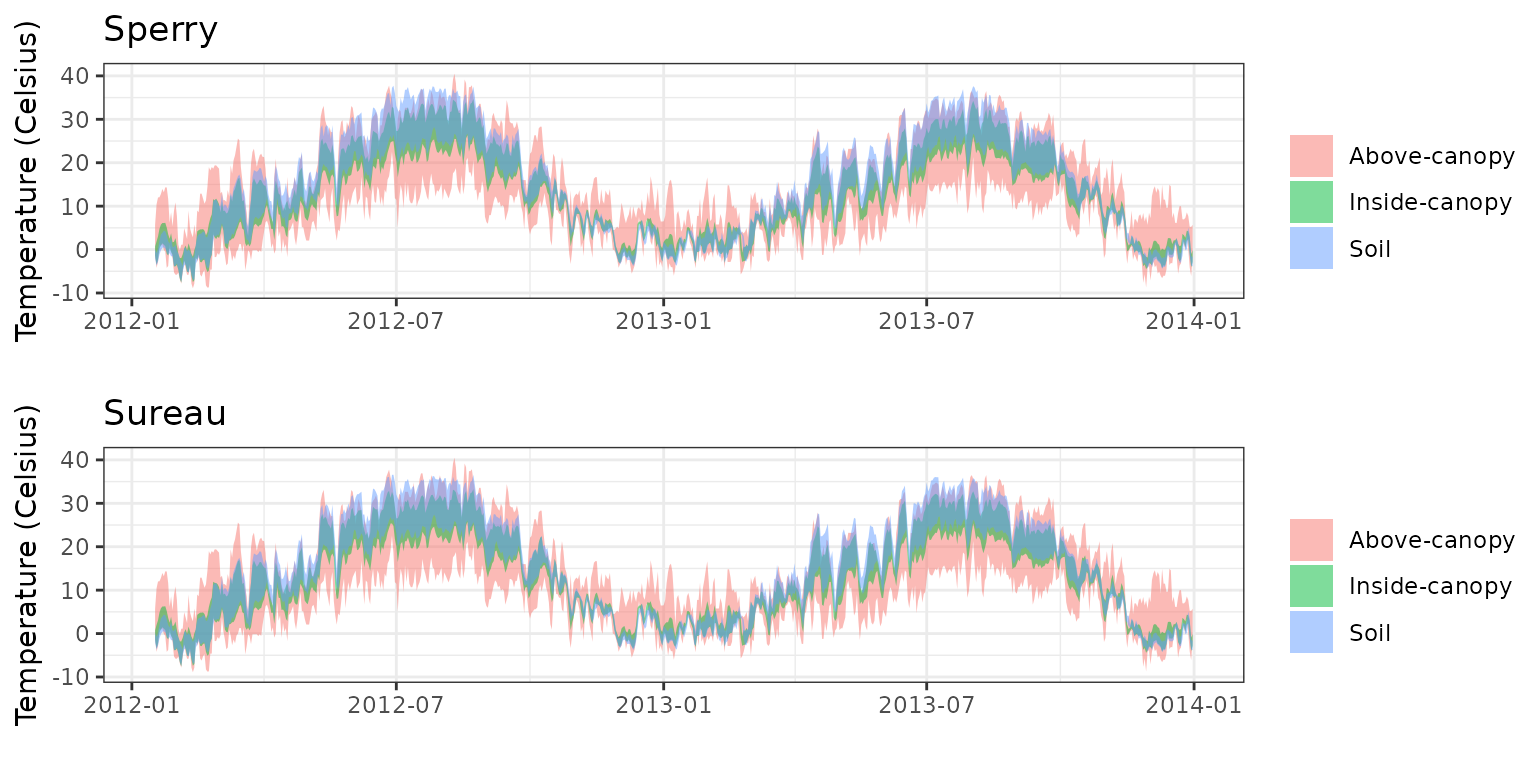 Sperry
Temperature (Celsius)
40
30
20
10
0
-10
2012-01 2012-07 2013-01 2013-07 2014-01
Above-canopy
Inside-canopy
Soil
Sureau
Temperature (Celsius)
40
30
20
10
0
-10
2012-01 2012-07 2013-01 2013-07 2014-01
Above-canopy
Inside-canopy
Soil